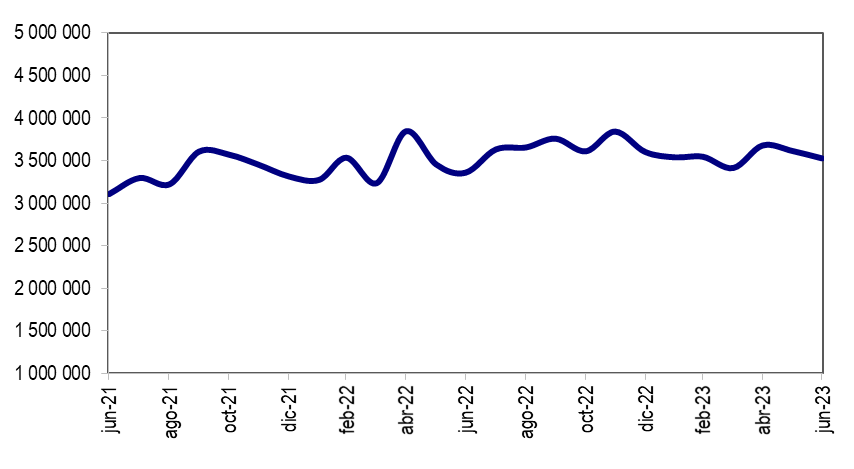 5 000 000
4 500 000
4 000 000
3 500 000
3 000 000
2 500 000
2 000 000
1 500 000
1 000 000
jun-21
ago-21
oct-21
dic-21
feb-22
abr-22
jun-22
ago-22
oct-22
dic-22
feb-23
abr-23
jun-23